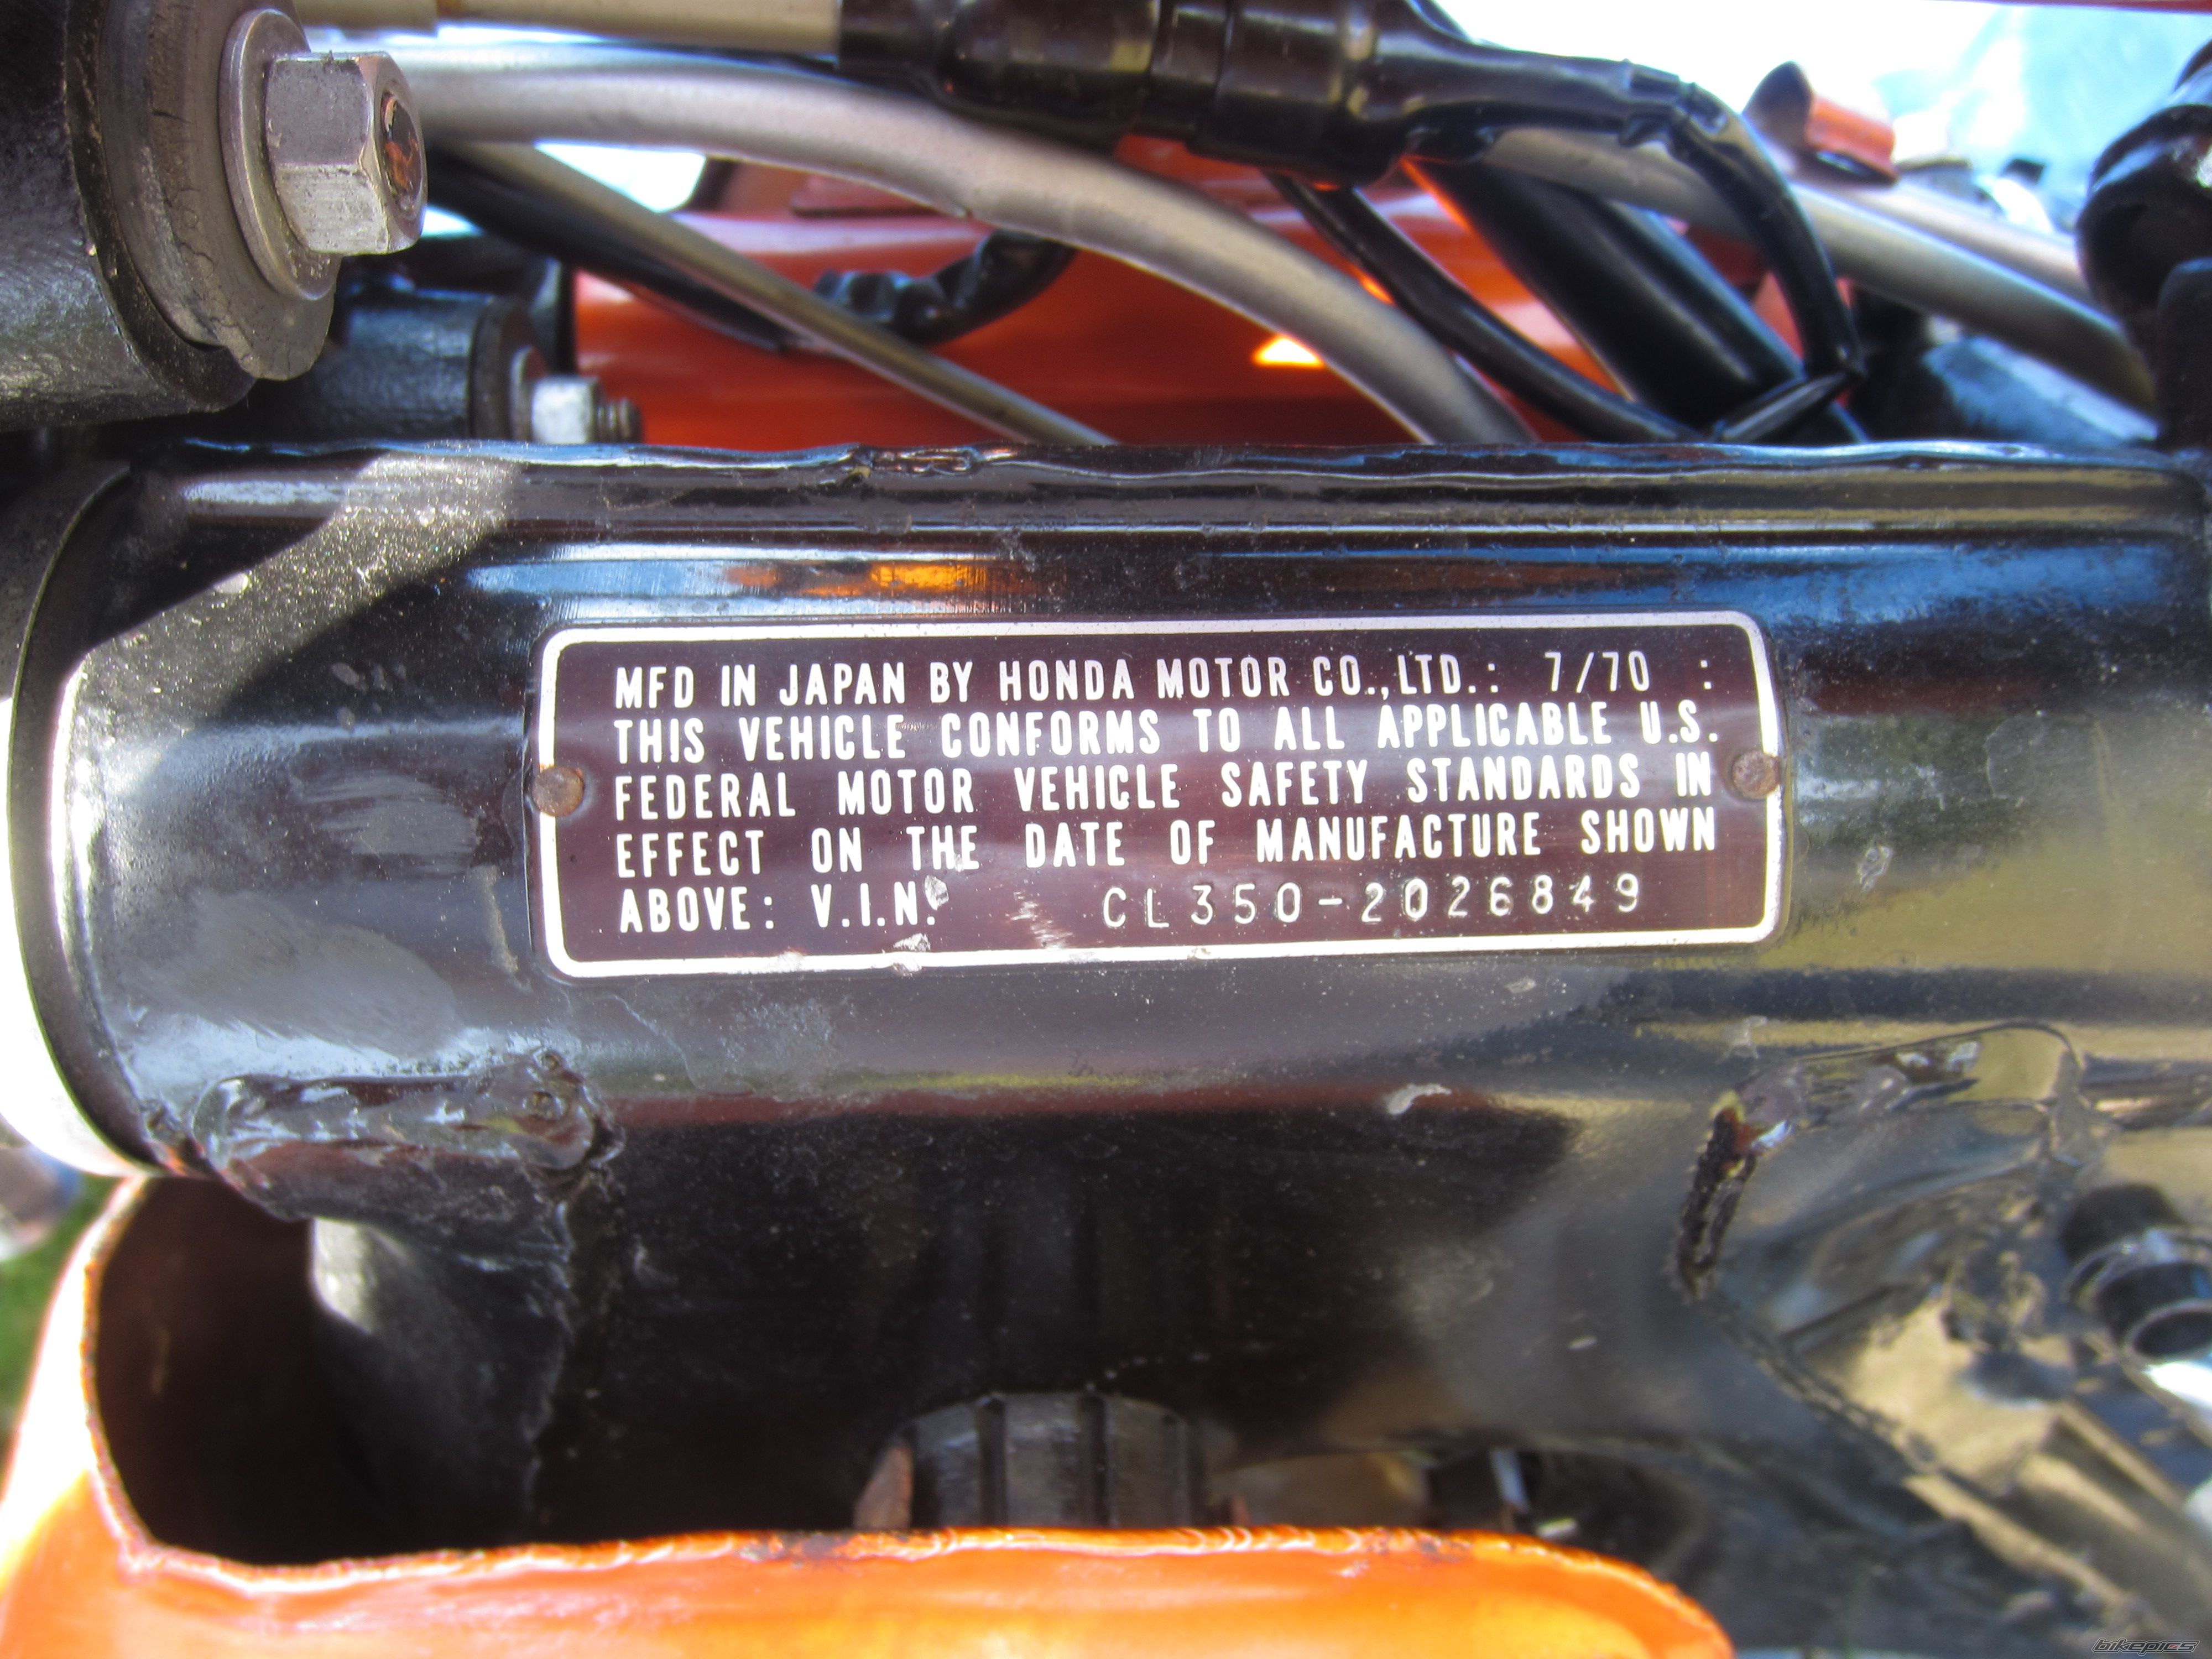 MFD IN JAPAN BY HONDA MOTOR CO.,LTD.: 7/70 :
THIS VEHICLE CONFORMS TO ALL APPLICABLE U.S.
FEDERAL MOTOR VEHICLE SAFETY STANDARDS IN
EFFECT ON THE DATE OF MANUFACTURE SHOWN
ABOVE: V.I.N. CL350-2026849
bikepics